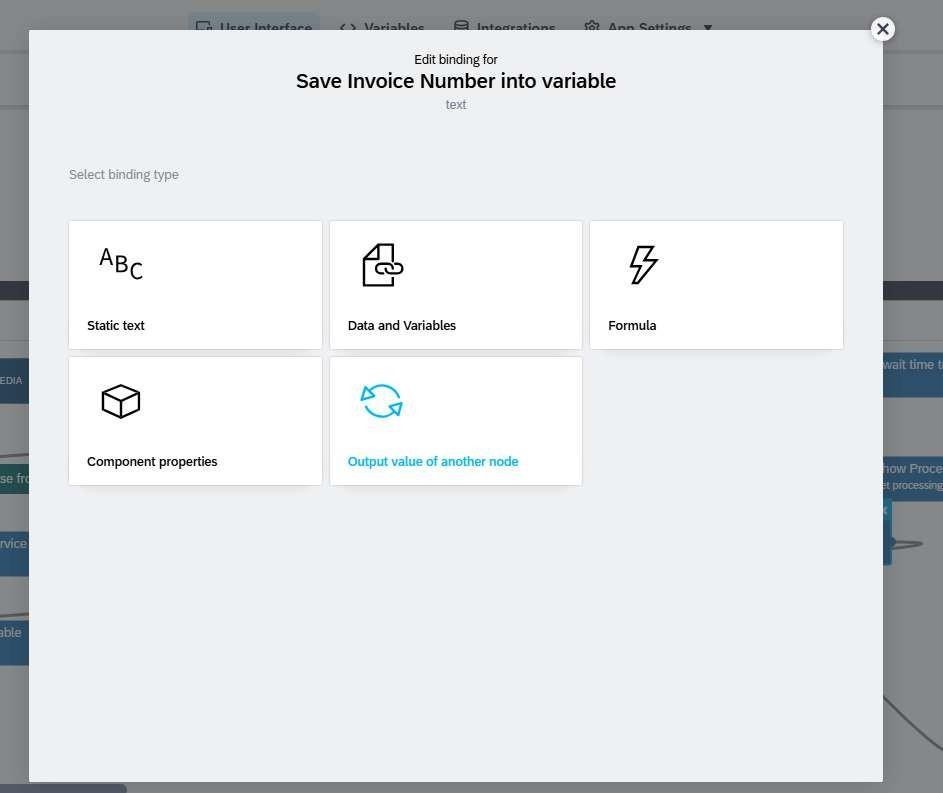 User Interface
Variables
Integrations
App Settings
Edit binding for
Save Invoice Number into variable
text
Select binding type
ABC
Static text
Data and Variables
Formula
Component properties
Output value of another node
EDIA
se fro
rvice
able
wait time t
how Proce
et processing